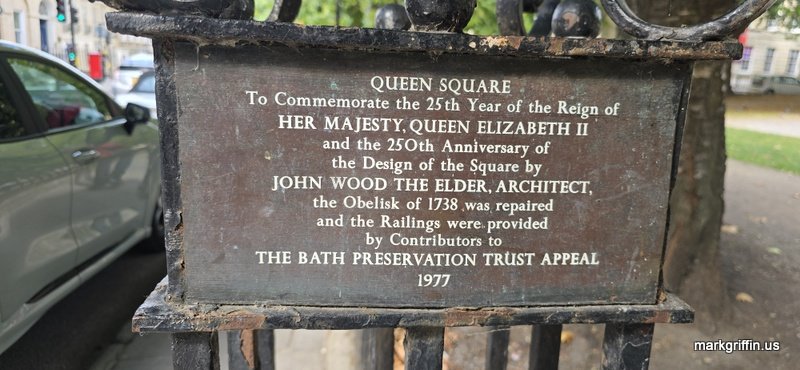 QUEEN SQUARE
To Commemorate the 25th Year of the Reign of
HER MAJESTY, QUEEN ELIZABETH II
and the 250th Anniversary of
the Design of the Square by
JOHN WOOD THE ELDER, ARCHITECT,
the Obelisk of 1738 was repaired
and the Railings were provided
by Contributors to
THE BATH PRESERVATION TRUST APPEAL
1977
markgriffin.us